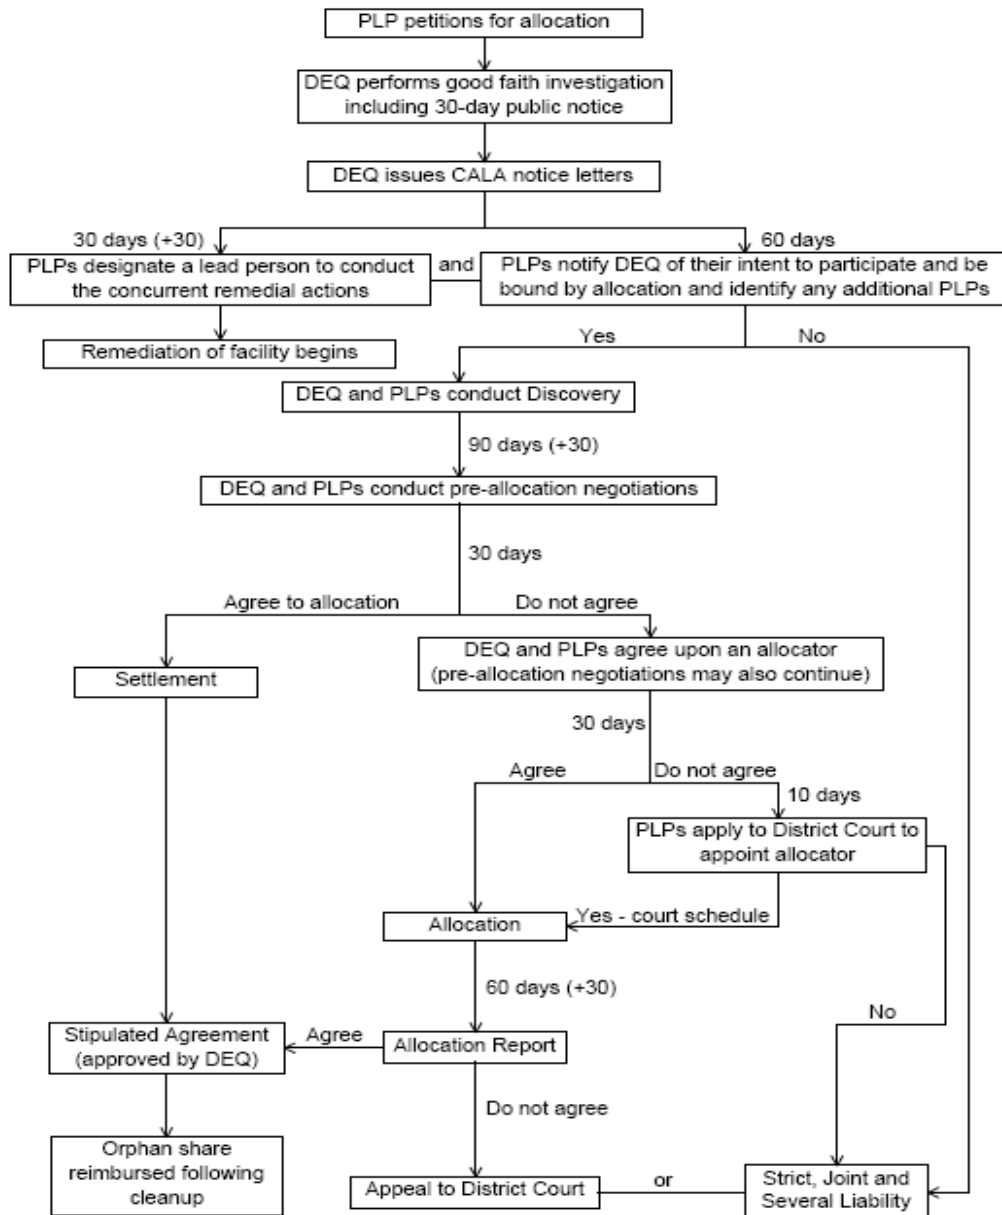 PLP petitions for allocation
DEQ performs good faith investigation
including 30-day public notice
DEQ issues CALA notice letters
30 days (+30)
60 days
PLPs designate a lead person to conduct
the concurrent remedial actions
and
PLPs notify DEQ of their intent to participate and be
bound by allocation and identify any additional PLPs
Remediation of facility begins
Yes
No
DEQ and PLPs conduct Discovery
90 days (+30)
DEQ and PLPs conduct pre-allocation negotiations
30 days
Agree to allocation
Do not agree
Settlement
DEQ and PLPs agree upon an allocator
(pre-allocation negotiations may also continue)
30 days
Agree
Do not agree
10 days
PLPs apply to District Court to
appoint allocator
Allocation
Yes - court schedule
60 days (+30)
No
Stipulated Agreement
(approved by DEQ)
Agree
Allocation Report
Do not agree
Orphan share
reimbursed following
cleanup
Appeal to District Court
or
Strict, Joint and
Several Liability